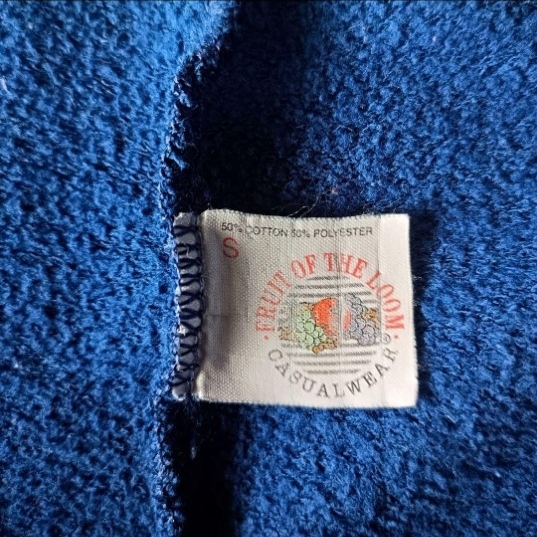 50% COTTON 50% POLYESTER
S
FRUIT OF THE LOOM
CASUALWEAR
®